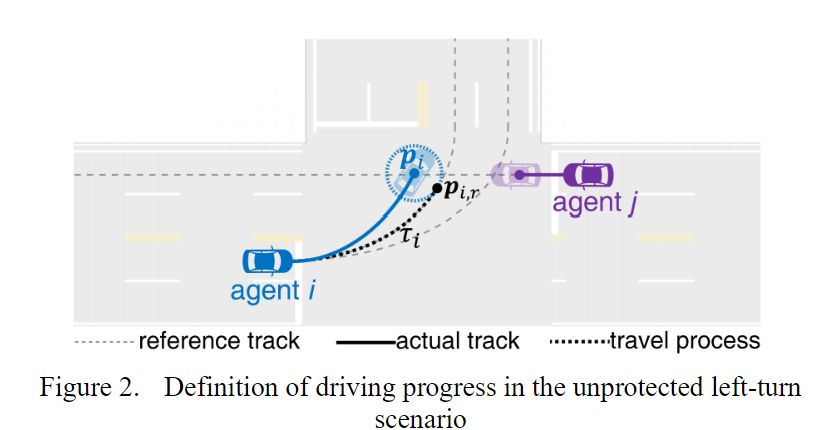 p_i
p_{i,r}
agent j
τ_i
agent i
reference track actual track travel process
Figure 2. Definition of driving progress in the unprotected left-turn
scenario